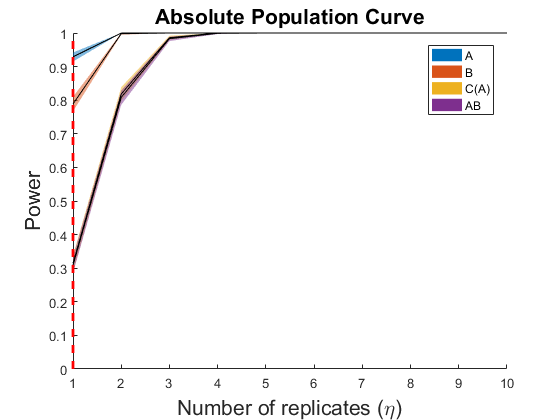 Absolute Population Curve
1
0.9
0.8
0.7
0.6
0.5
0.4
0.3
0.2
0.1
0
Power
A
B
C(A)
AB
1 2 3 4 5 6 7 8 9 10
Number of replicates (η)